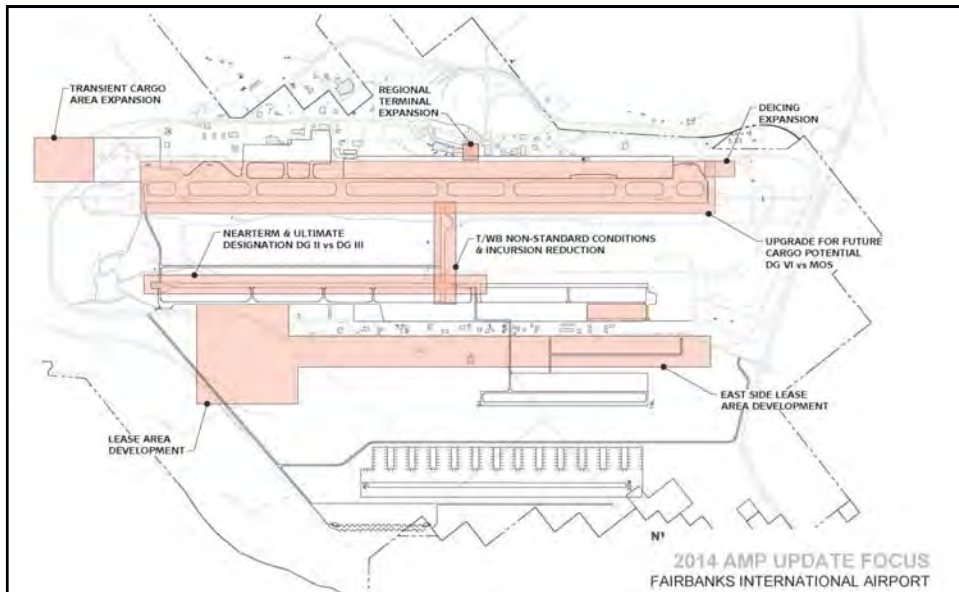 TRANSIENT CARGO
AREA EXPANSION
REGIONAL
TERMINAL
EXPANSION
DEICING
EXPANSION
NEARTERM & ULTIMATE
DESIGNATION DG II vs DG III
T/WB NON-STANDARD CONDITIONS
& INCURSION REDUCTION
UPGRADE FOR FUTURE
CARGO POTENTIAL
DG VI vs MOS
EAST SIDE LEASE
AREA DEVELOPMENT
LEASE AREA
DEVELOPMENT
2014 AMP UPDATE FOCUS
FAIRBANKS INTERNATIONAL AIRPORT